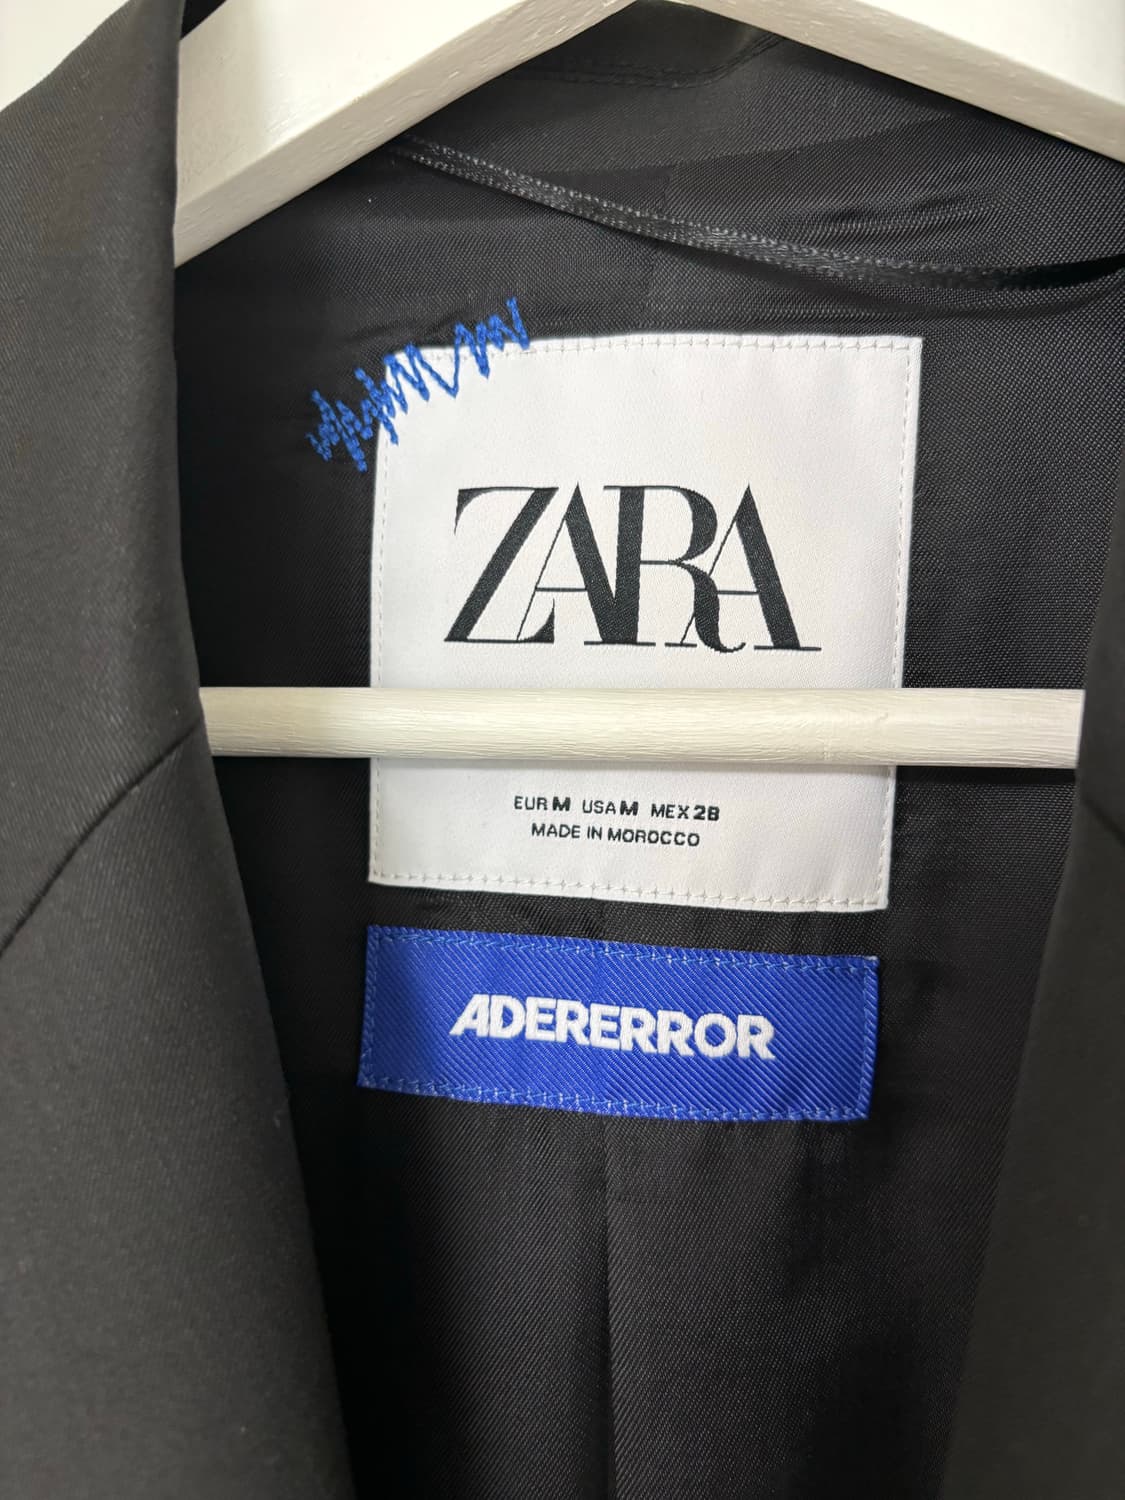 ZARA
EUR M USA M MEX 28
MADE IN MOROCCO
ADERERROR